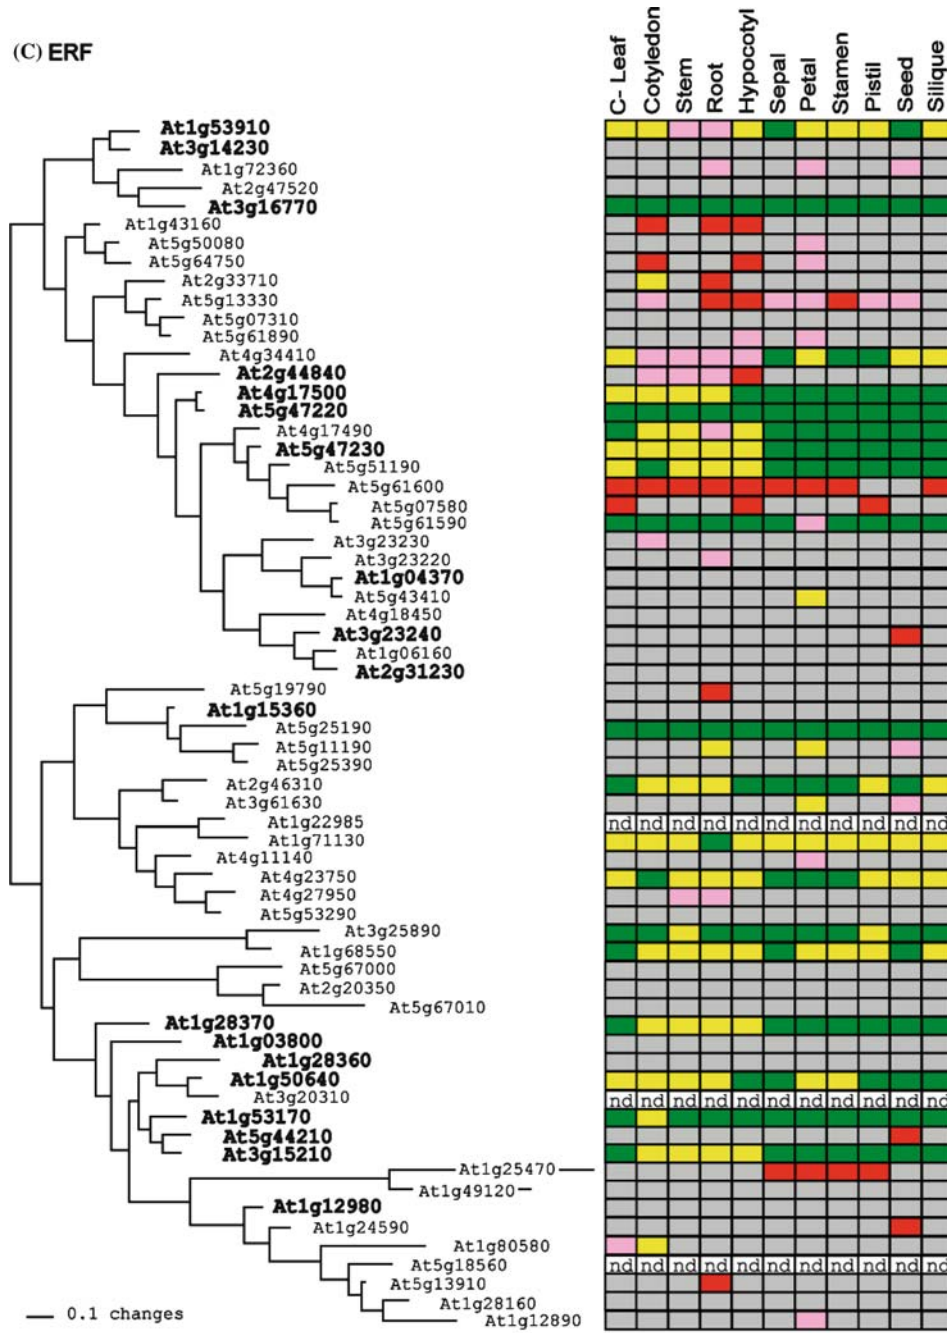 (C) ERF
C- Leaf
Cotyledon
Stem
Root
Hypocotyl
Sepal
Petal
Stamen
Pistil
Seed
Silique
At1g53910
At3g14230
At1g72360
At2g47520
At3g16770
At1g43160
At5g50080
At5g64750
At2g33710
At5g13330
At5g07310
At5g61890
At4g34410
At2g44840
At4g17500
At5g47220
At4g17490
At5g47230
At5g51190
At5g61600
At5g07580
At5g61590
At3g23230
At3g23220
At1g04370
At5g43410
At4g18450
At3g23240
At1g06160
At2g31230
At5g19790
At1g15360
At5g25190
At5g11190
At5g25390
At2g46310
At3g61630
At1g22985
nd nd nd nd nd nd nd nd nd nd nd
At1g71130
At4g11140
At4g23750
At4g27950
At5g53290
At3g25890
At1g68550
At5g67000
At2g20350
At5g67010
At1g28370
At1g03800
At1g28360
At1g50640
At3g20310
nd nd nd nd nd nd nd nd nd nd nd
At1g53170
At5g44210
At3g15210
At1g25470
At1g49120
At1g12980
At1g24590
At1g80580
At5g18560
nd nd nd nd nd nd nd nd nd nd nd
At5g13910
At1g28160
At1g12890
0.1 changes